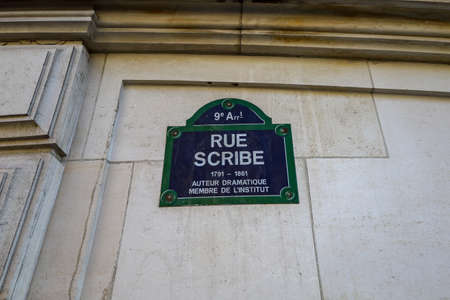 9e Arrt
RUE
SCRIBE
1791 - 1861
AUTEUR DRAMATIQUE
MEMBRE DE L'INSTITUT